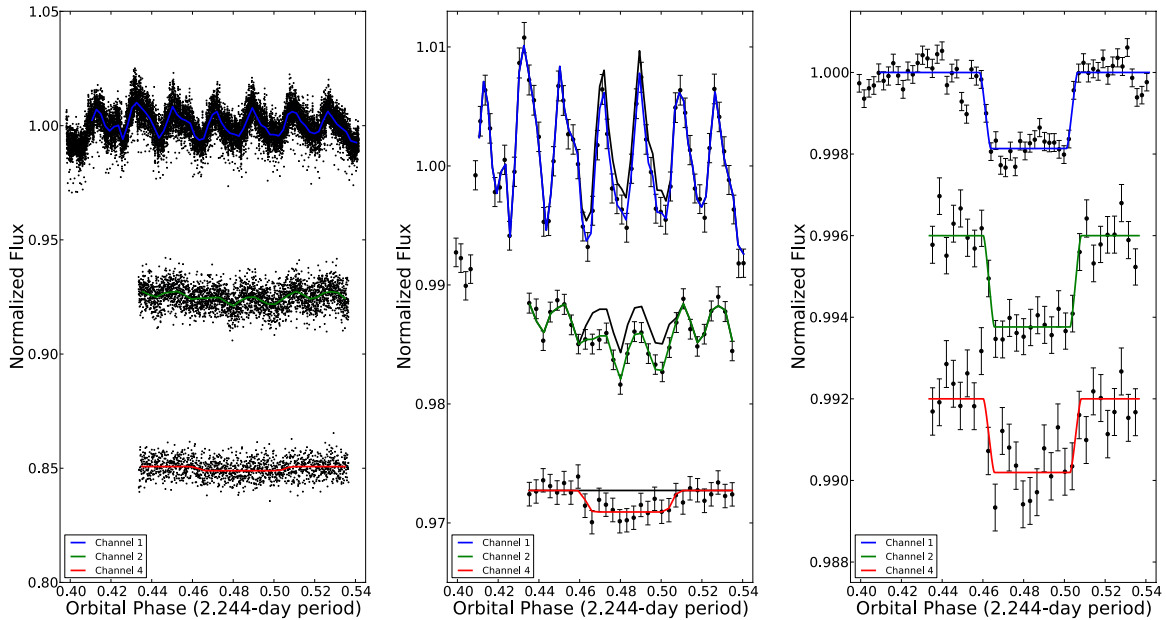 1.05
1.00
0.95
0.90
0.85
0.80
Normalized Flux
0.40 0.42 0.44 0.46 0.48 0.50 0.52 0.54
Orbital Phase (2.244-day period)
Channel 1
Channel 2
Channel 4
1.01
1.00
0.99
0.98
0.97
Normalized Flux
0.40 0.42 0.44 0.46 0.48 0.50 0.52 0.54
Orbital Phase (2.244-day period)
Channel 1
Channel 2
Channel 4
1.000
0.998
0.996
0.994
0.992
0.990
0.988
Normalized Flux
0.40 0.42 0.44 0.46 0.48 0.50 0.52 0.54
Orbital Phase (2.244-day period)
Channel 1
Channel 2
Channel 4